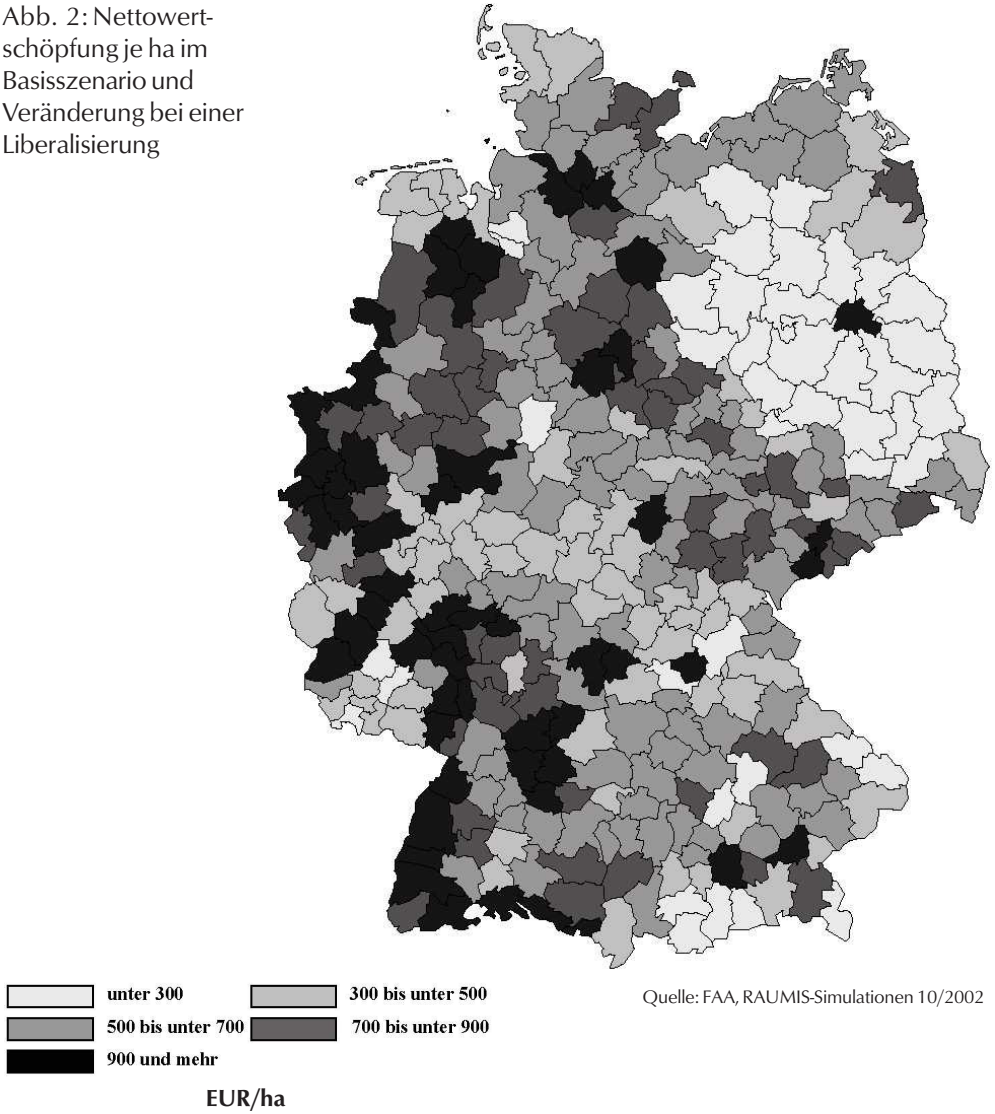 Abb. 2: Nettowert-
schöpfung je ha im
Basisszenario und
Veränderung bei einer
Liberalisierung
unter 300
300 bis unter 500
Quelle: FAA, RAUMIS-Simulationen 10/2002
500 bis unter 700
700 bis unter 900
900 und mehr
EUR/ha